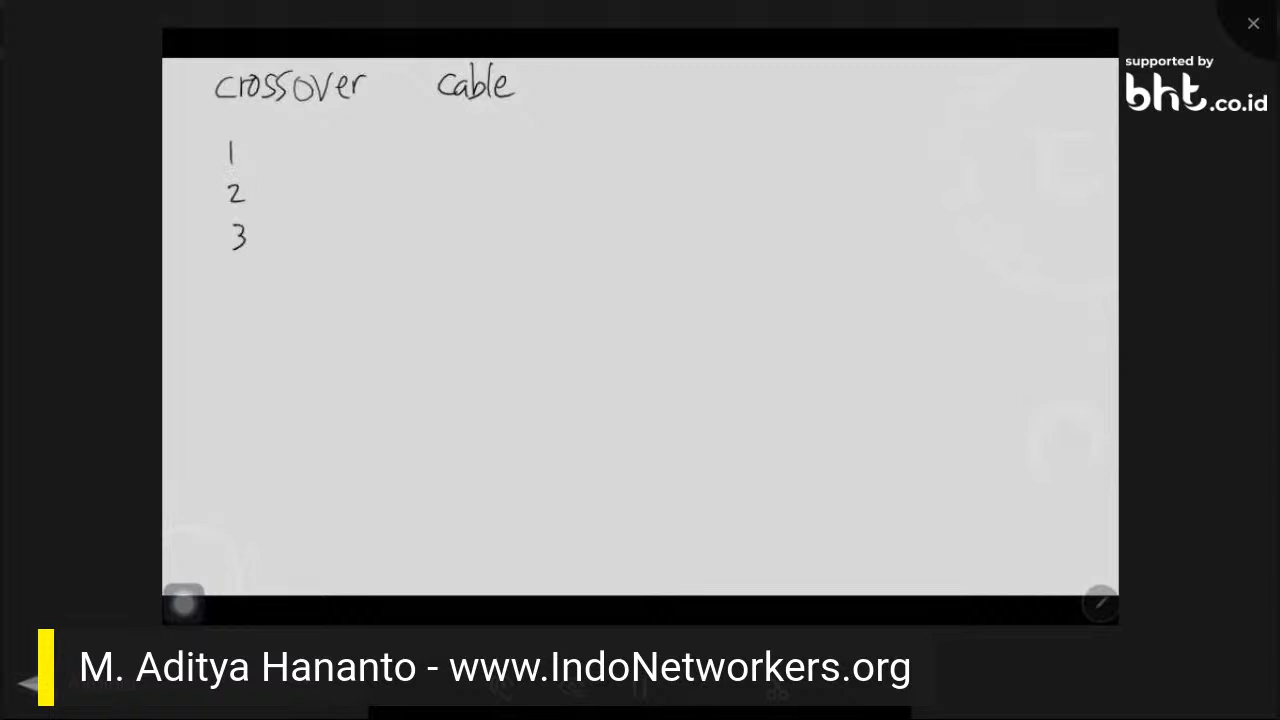 crossover cable
supported by
bht.co.id
1
2
3
M. Aditya Hananto - www.IndoNetworkers.org